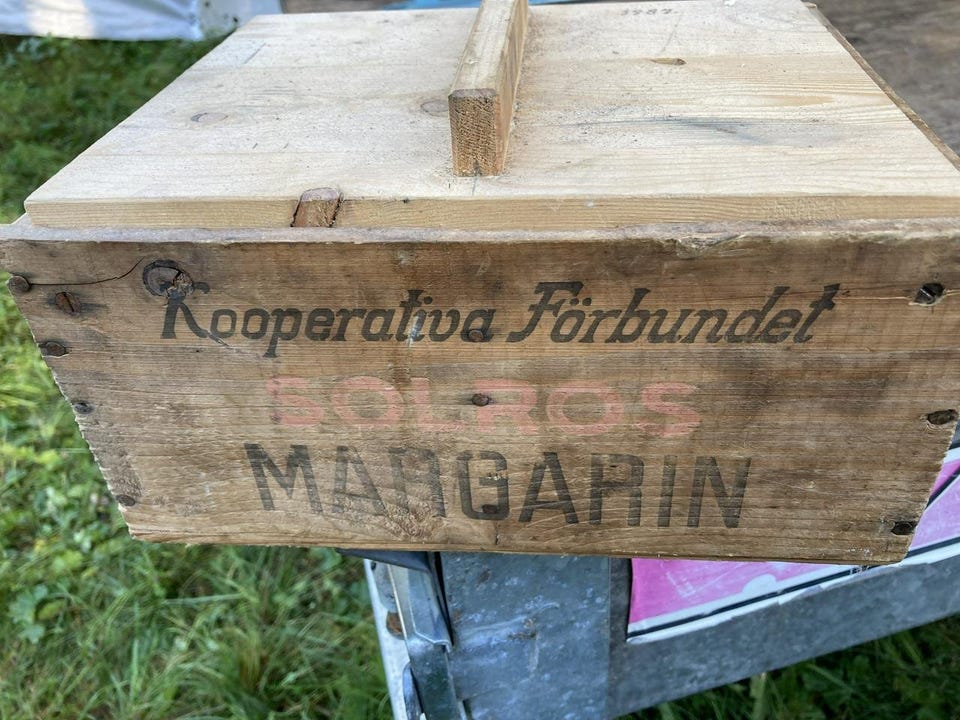 Kooperativa Förbundet
SOLROS
MARGARIN